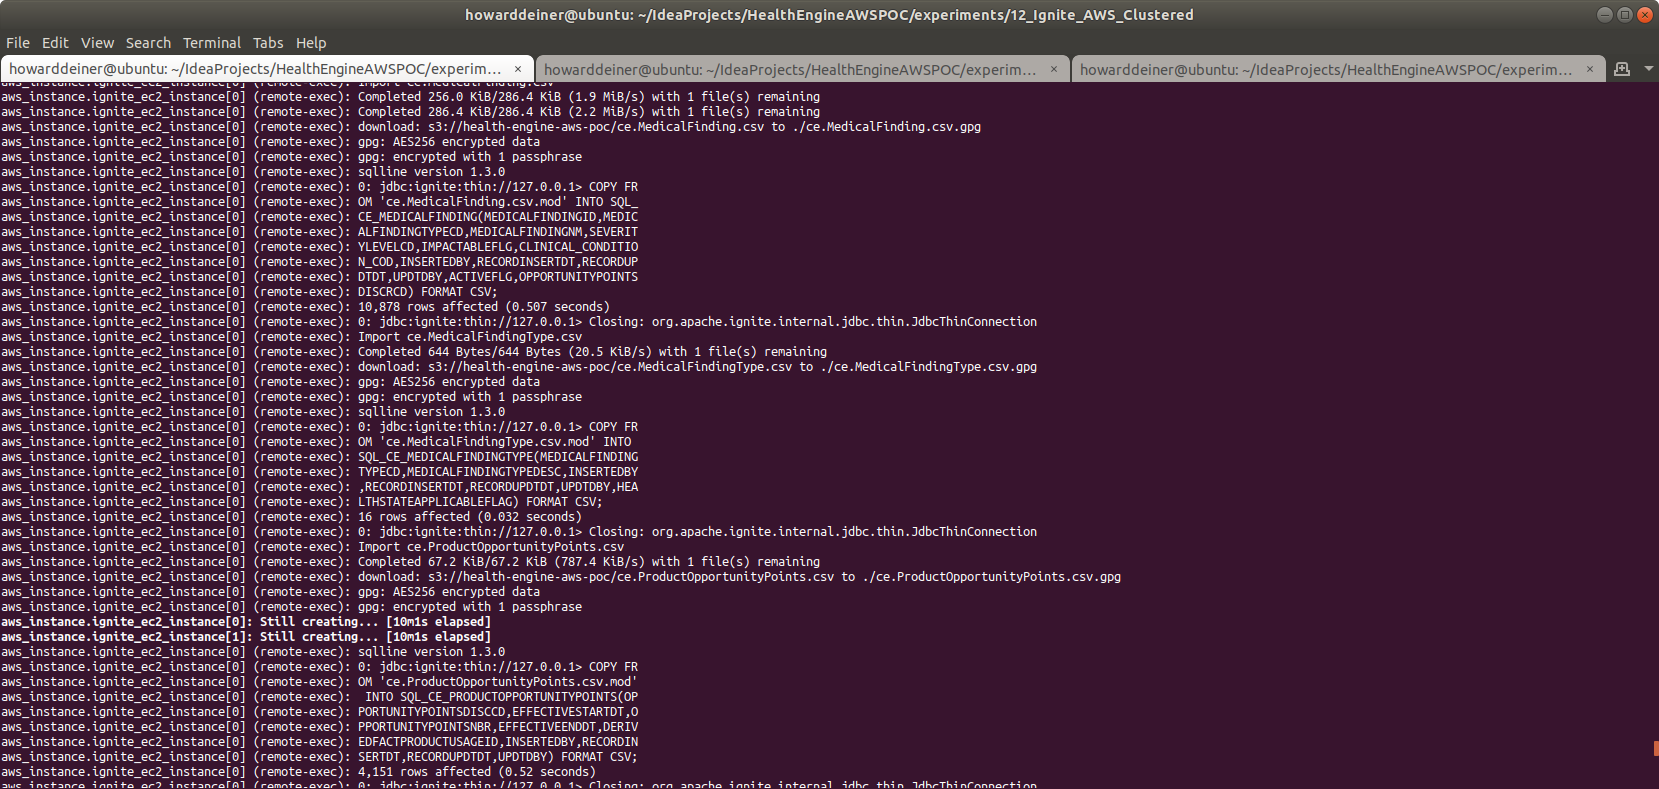 howarddeiner@ubuntu: ~/IdeaProjects/HealthEngineAWSPOC/experiments/12_Ignite_AWS_Clustered
File Edit View Search Terminal Tabs Help
howarddeiner@ubuntu: ~/IdeaProjects/HealthEngineAWSPOC/experim... × howarddeiner@ubuntu: ~/IdeaProjects/HealthEngineAWSPOC/experim... × howarddeiner@ubuntu: ~/IdeaProjects/HealthEngineAWSPOC/experim... ×
aws_instance.ignite_ec2_instance[0] (remote-exec): Import ce.MedicalFinding.csv
aws_instance.ignite_ec2_instance[0] (remote-exec): Completed 256.0 KiB/286.4 KiB (1.9 MiB/s) with 1 file(s) remaining
aws_instance.ignite_ec2_instance[0] (remote-exec): Completed 286.4 KiB/286.4 KiB (2.2 MiB/s) with 1 file(s) remaining
aws_instance.ignite_ec2_instance[0] (remote-exec): download: s3://health-engine-aws-poc/ce.MedicalFinding.csv to ./ce.MedicalFinding.csv.gpg
aws_instance.ignite_ec2_instance[0] (remote-exec): gpg: AES256 encrypted data
aws_instance.ignite_ec2_instance[0] (remote-exec): gpg: encrypted with 1 passphrase
aws_instance.ignite_ec2_instance[0] (remote-exec): sqlline version 1.3.0
aws_instance.ignite_ec2_instance[0] (remote-exec): 0: jdbc:ignite:thin://127.0.0.1> COPY FR
aws_instance.ignite_ec2_instance[0] (remote-exec): OM 'ce.MedicalFinding.csv.mod' INTO SQL_
aws_instance.ignite_ec2_instance[0] (remote-exec): CE_MEDICALFINDING(MEDICALFINDINGID,MEDIC
aws_instance.ignite_ec2_instance[0] (remote-exec): ALFINDINGTYPECD,MEDICALFINDINGNM,SEVERIT
aws_instance.ignite_ec2_instance[0] (remote-exec): YLEVELCD,IMPACTABLEFLG,CLINICAL_CONDITIO
aws_instance.ignite_ec2_instance[0] (remote-exec): N_COD,INSERTEDBY,RECORDINSERTDT,RECORDUP
aws_instance.ignite_ec2_instance[0] (remote-exec): DTDT,UPDTDBY,ACTIVEFLG,OPPORTUNITYPOINTS
aws_instance.ignite_ec2_instance[0] (remote-exec): DISCRCD) FORMAT CSV;
aws_instance.ignite_ec2_instance[0] (remote-exec): 10,878 rows affected (0.507 seconds)
aws_instance.ignite_ec2_instance[0] (remote-exec): 0: jdbc:ignite:thin://127.0.0.1> Closing: org.apache.ignite.internal.jdbc.thin.JdbcThinConnection
aws_instance.ignite_ec2_instance[0] (remote-exec): Import ce.MedicalFindingType.csv
aws_instance.ignite_ec2_instance[0] (remote-exec): Completed 644 Bytes/644 Bytes (20.5 KiB/s) with 1 file(s) remaining
aws_instance.ignite_ec2_instance[0] (remote-exec): download: s3://health-engine-aws-poc/ce.MedicalFindingType.csv to ./ce.MedicalFindingType.csv.gpg
aws_instance.ignite_ec2_instance[0] (remote-exec): gpg: AES256 encrypted data
aws_instance.ignite_ec2_instance[0] (remote-exec): gpg: encrypted with 1 passphrase
aws_instance.ignite_ec2_instance[0] (remote-exec): sqlline version 1.3.0
aws_instance.ignite_ec2_instance[0] (remote-exec): 0: jdbc:ignite:thin://127.0.0.1> COPY FR
aws_instance.ignite_ec2_instance[0] (remote-exec): OM 'ce.MedicalFindingType.csv.mod' INTO
aws_instance.ignite_ec2_instance[0] (remote-exec): SQL_CE_MEDICALFINDINGTYPE(MEDICALFINDING
aws_instance.ignite_ec2_instance[0] (remote-exec): TYPECD,MEDICALFINDINGTYPEDESC,INSERTEDBY
aws_instance.ignite_ec2_instance[0] (remote-exec): ,RECORDINSERTDT,RECORDUPDTDT,UPDTDBY,HEA
aws_instance.ignite_ec2_instance[0] (remote-exec): LTHSTATEAPPLICABLEFLAG) FORMAT CSV;
aws_instance.ignite_ec2_instance[0] (remote-exec): 16 rows affected (0.032 seconds)
aws_instance.ignite_ec2_instance[0] (remote-exec): 0: jdbc:ignite:thin://127.0.0.1> Closing: org.apache.ignite.internal.jdbc.thin.JdbcThinConnection
aws_instance.ignite_ec2_instance[0] (remote-exec): Import ce.ProductOpportunityPoints.csv
aws_instance.ignite_ec2_instance[0] (remote-exec): Completed 67.2 KiB/67.2 KiB (787.4 KiB/s) with 1 file(s) remaining
aws_instance.ignite_ec2_instance[0] (remote-exec): download: s3://health-engine-aws-poc/ce.ProductOpportunityPoints.csv to ./ce.ProductOpportunityPoints.csv.gpg
aws_instance.ignite_ec2_instance[0] (remote-exec): gpg: AES256 encrypted data
aws_instance.ignite_ec2_instance[0] (remote-exec): gpg: encrypted with 1 passphrase
aws_instance.ignite_ec2_instance[0]: Still creating... [10m1s elapsed]
aws_instance.ignite_ec2_instance[1]: Still creating... [10m1s elapsed]
aws_instance.ignite_ec2_instance[0] (remote-exec): sqlline version 1.3.0
aws_instance.ignite_ec2_instance[0] (remote-exec): 0: jdbc:ignite:thin://127.0.0.1> COPY FR
aws_instance.ignite_ec2_instance[0] (remote-exec): OM 'ce.ProductOpportunityPoints.csv.mod'
aws_instance.ignite_ec2_instance[0] (remote-exec):  INTO SQL_CE_PRODUCTOPPORTUNITYPOINTS(OP
aws_instance.ignite_ec2_instance[0] (remote-exec): PORTUNITYPOINTSDISCCD,EFFECTIVESTARTDT,O
aws_instance.ignite_ec2_instance[0] (remote-exec): PPORTUNITYPOINTSNBR,EFFECTIVEENDDT,DERIV
aws_instance.ignite_ec2_instance[0] (remote-exec): EDFACTPRODUCTUSAGEID,INSERTEDBY,RECORDIN
aws_instance.ignite_ec2_instance[0] (remote-exec): SERTDT,RECORDUPDTDT,UPDTDBY) FORMAT CSV;
aws_instance.ignite_ec2_instance[0] (remote-exec): 4,151 rows affected (0.52 seconds)
aws_instance.ignite_ec2_instance[0] (remote-exec): 0: jdbc:ignite:thin://127.0.0.1> Closing: org.apache.ignite.internal.jdbc.thin.JdbcThinConnection